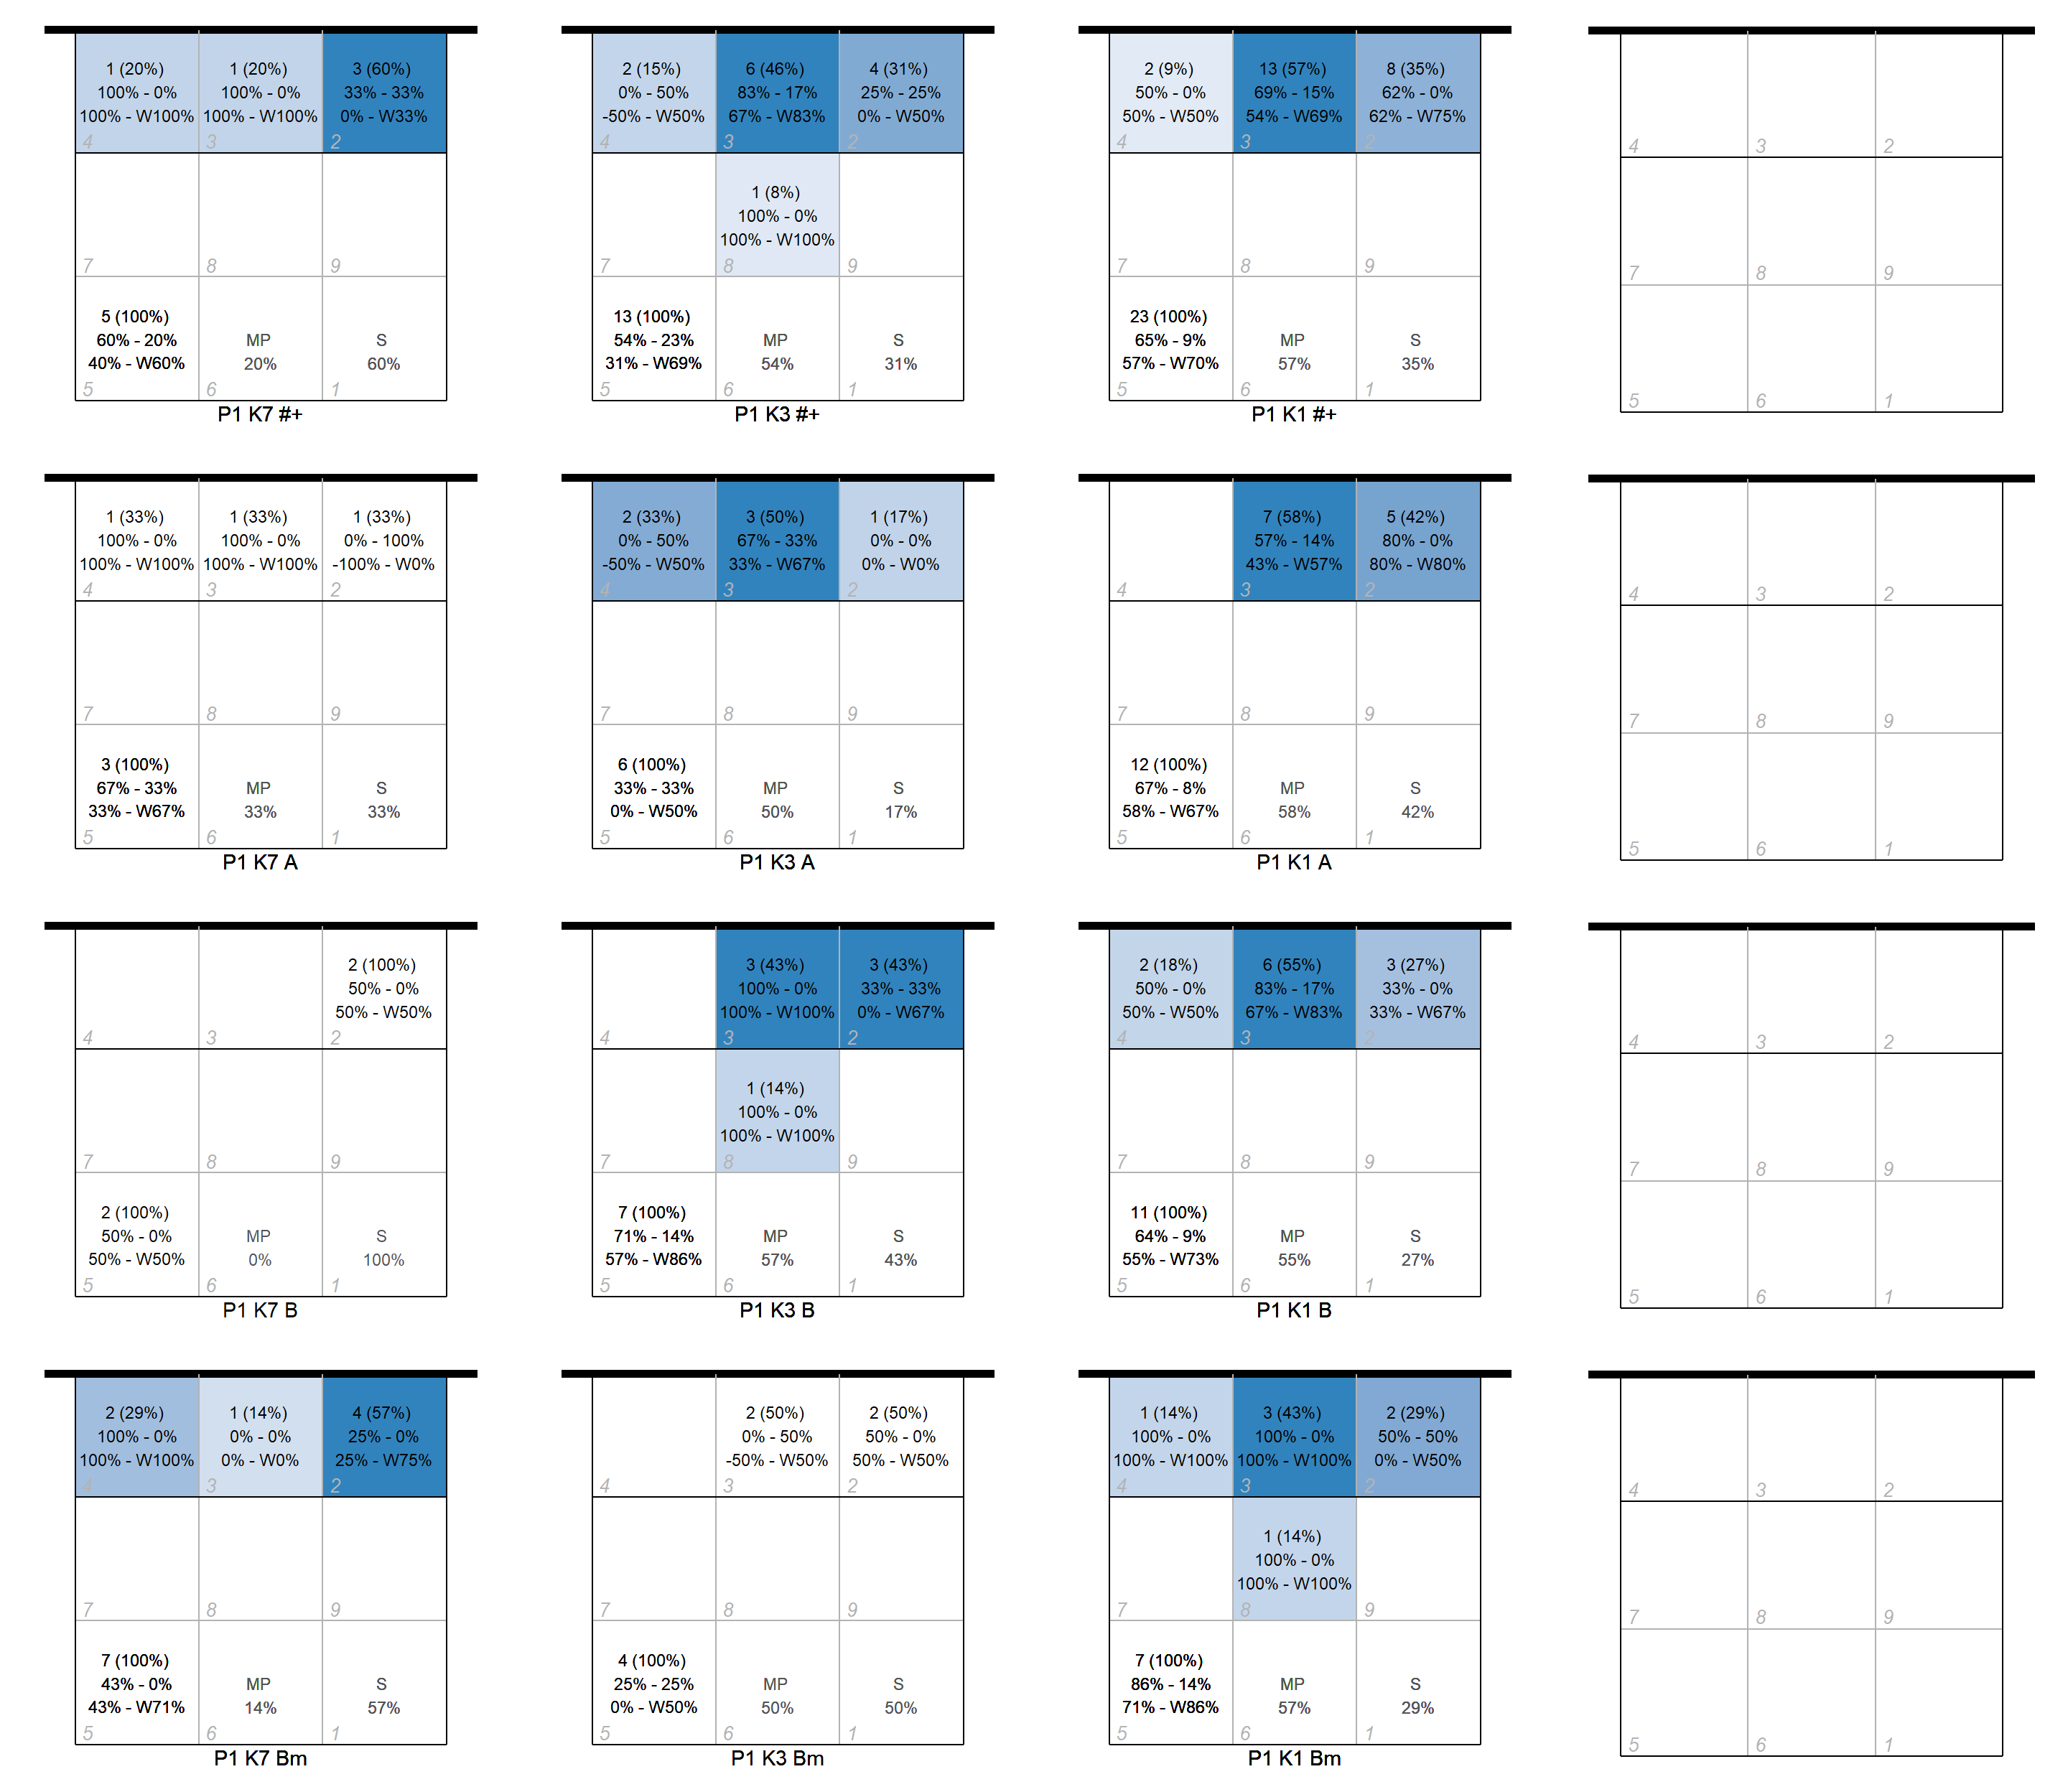 1 (20%)
100% - 0%
100% - W100%
4
1 (20%)
100% - 0%
100% - W100%
3
3 (60%)
33% - 33%
0% - W33%
2
7
8
9
5 (100%)
60% - 20%
40% - W60%
5
MP
20%
6
S
60%
1
P1 K7 #+
2 (15%)
0% - 50%
-50% - W50%
4
6 (46%)
83% - 17%
67% - W83%
3
4 (31%)
25% - 25%
0% - W50%
2
7
1 (8%)
100% - 0%
100% - W100%
8
9
13 (100%)
54% - 23%
31% - W69%
5
MP
54%
6
S
31%
1
P1 K3 #+
2 (9%)
50% - 0%
50% - W50%
4
13 (57%)
69% - 15%
54% - W69%
3
8 (35%)
62% - 0%
62% - W75%
2
7
8
9
23 (100%)
65% - 9%
57% - W70%
5
MP
57%
6
S
35%
1
P1 K1 #+
4
3
2
7
8
9
5
6
1
1 (33%)
100% - 0%
100% - W100%
4
1 (33%)
100% - 0%
100% - W100%
3
1 (33%)
0% - 100%
-100% - W0%
2
7
8
9
3 (100%)
67% - 33%
33% - W67%
5
MP
33%
6
S
33%
1
P1 K7 A
2 (33%)
0% - 50%
-50% - W50%
4
3 (50%)
67% - 33%
33% - W67%
3
1 (17%)
0% - 0%
0% - W0%
2
7
8
9
6 (100%)
33% - 33%
0% - W50%
5
MP
50%
6
S
17%
1
P1 K3 A
4
7 (58%)
57% - 14%
43% - W57%
3
5 (42%)
80% - 0%
80% - W80%
2
7
8
9
12 (100%)
67% - 8%
58% - W67%
5
MP
58%
6
S
42%
1
P1 K1 A
4
3
2
7
8
9
5
6
1
4
3
2 (100%)
50% - 0%
50% - W50%
2
7
8
9
2 (100%)
50% - 0%
50% - W50%
5
MP
0%
6
S
100%
1
P1 K7 B
4
3 (43%)
100% - 0%
100% - W100%
3
3 (43%)
33% - 33%
0% - W67%
2
7
1 (14%)
100% - 0%
100% - W100%
8
9
7 (100%)
71% - 14%
57% - W86%
5
MP
57%
6
S
43%
1
P1 K3 B
2 (18%)
50% - 0%
50% - W50%
4
6 (55%)
83% - 17%
67% - W83%
3
3 (27%)
33% - 0%
33% - W67%
2
7
8
9
11 (100%)
64% - 9%
55% - W73%
5
MP
55%
6
S
27%
1
P1 K1 B
4
3
2
7
8
9
5
6
1
2 (29%)
100% - 0%
100% - W100%
4
1 (14%)
0% - 0%
0% - W0%
3
4 (57%)
25% - 0%
25% - W75%
2
7
8
9
7 (100%)
43% - 0%
43% - W71%
5
MP
14%
6
S
57%
1
P1 K7 Bm
4
2 (50%)
0% - 50%
-50% - W50%
3
2 (50%)
50% - 0%
50% - W50%
2
7
8
9
4 (100%)
25% - 25%
0% - W50%
5
MP
50%
6
S
50%
1
P1 K3 Bm
1 (14%)
100% - 0%
100% - W100%
4
3 (43%)
100% - 0%
100% - W100%
3
2 (29%)
50% - 50%
0% - W50%
2
7
1 (14%)
100% - 0%
100% - W100%
8
9
7 (100%)
86% - 14%
71% - W86%
5
MP
57%
6
S
29%
1
P1 K1 Bm
4
3
2
7
8
9
5
6
1